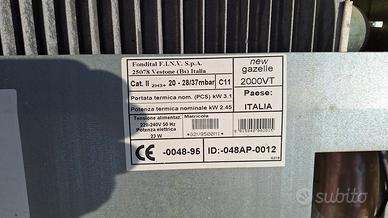 Fondital F.I.N.V. S.p.A.
25078 Vestone (Bs) Italia
new
gazelle
2000VT
Cat. II 2H3+ 20 - 28/37mbar C11
Portata termica nom. (PCS) kW 3.1
Potenza termica nominale kW 2.45
Paese:
ITALIA
Tensione alimentaz.
220-240V 50 Hz
Potenza elettrica
23 W
Matricola
CE -0048-95
ID:-048AP-0012
subito